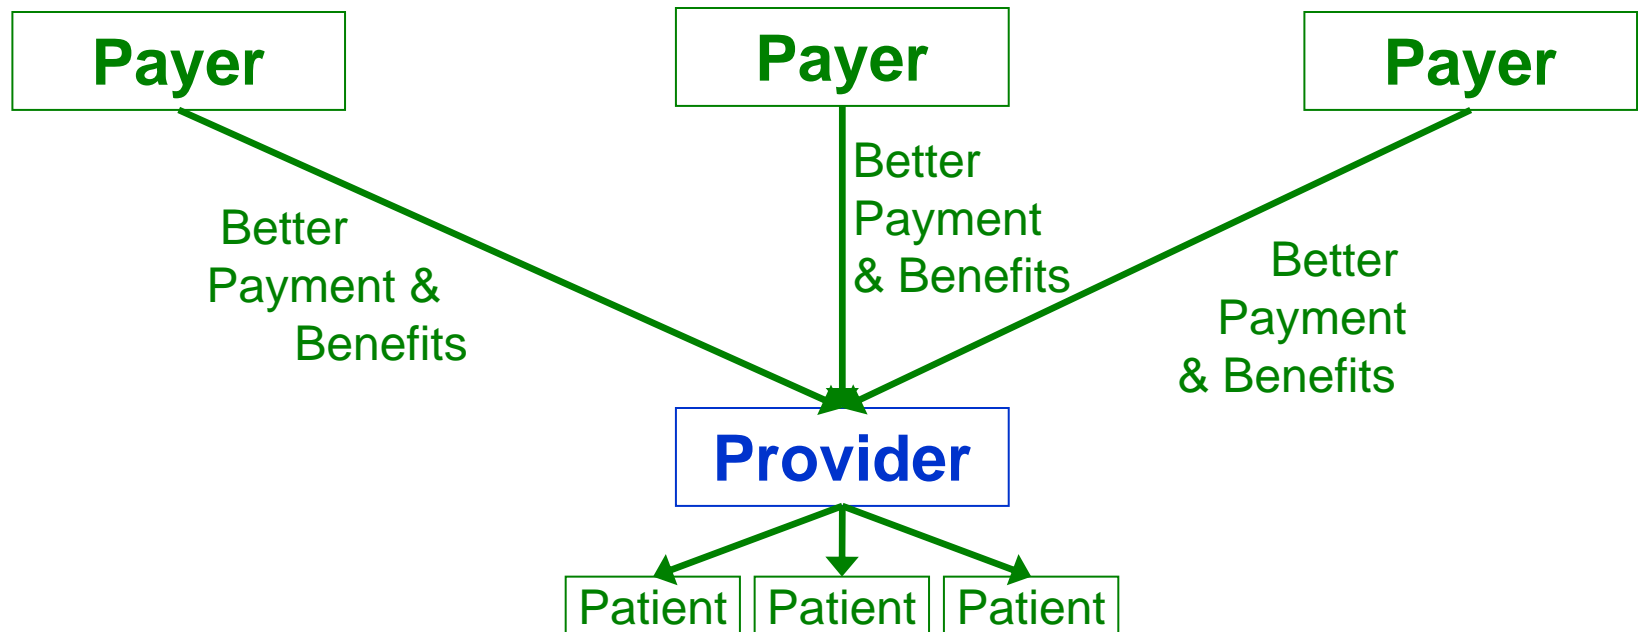 Payer
Payer
Payer
Better
Payment &
Benefits
Better
Payment
& Benefits
Better
Payment
& Benefits
Provider
Patient
Patient
Patient